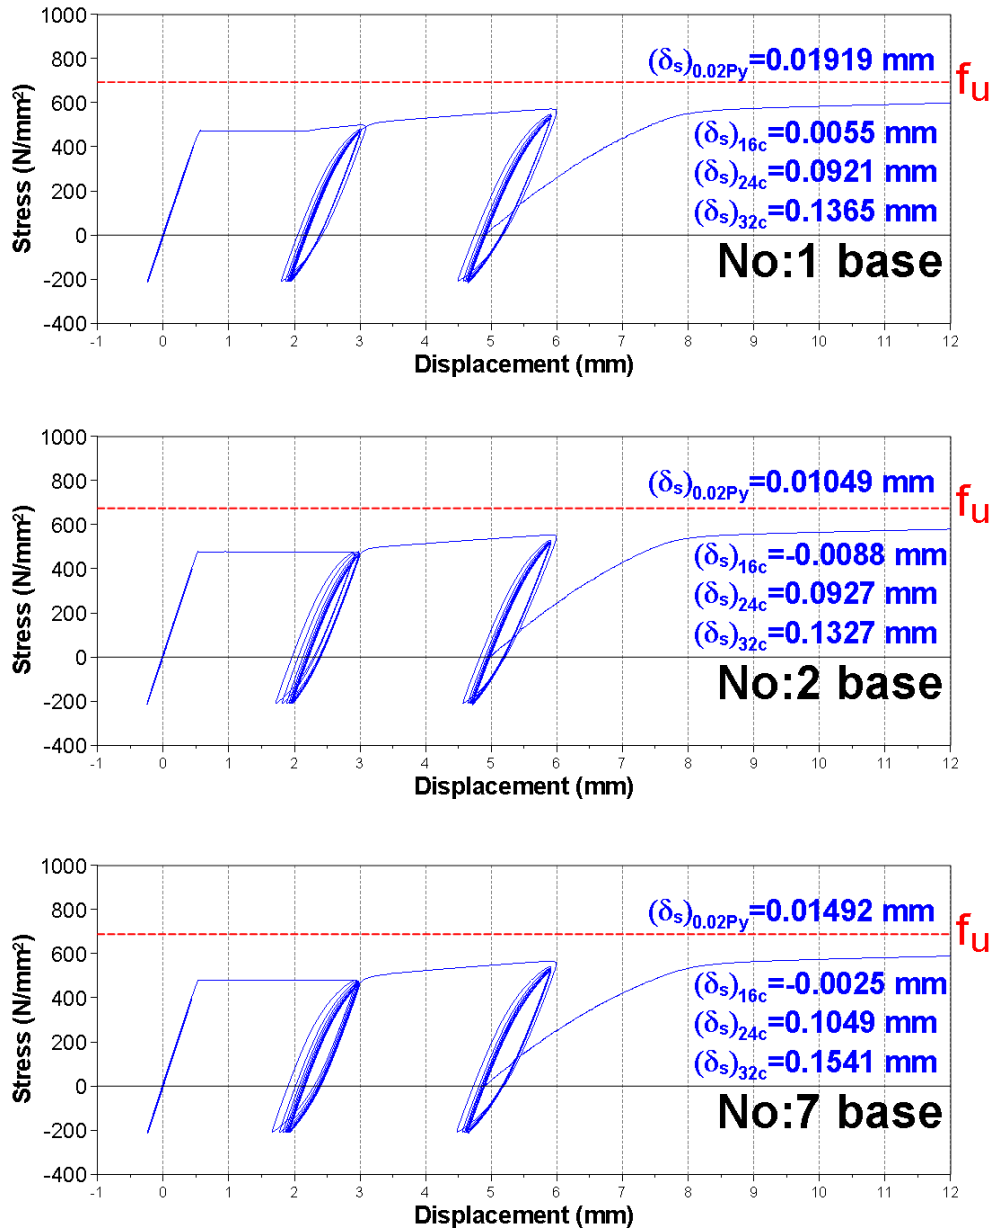 1000
800
600
400
200
0
-200
-400
Stress (N/mm²)
(δs)0.02Py=0.01919 mm
fu
(δs)16c=0.0055 mm
(δs)24c=0.0921 mm
(δs)32c=0.1365 mm
No:1 base
-1 0 1 2 3 4 5 6 7 8 9 10 11 12
Displacement (mm)
1000
800
600
400
200
0
-200
-400
Stress (N/mm²)
(δs)0.02Py=0.01049 mm
fu
(δs)16c=-0.0088 mm
(δs)24c=0.0927 mm
(δs)32c=0.1327 mm
No:2 base
-1 0 1 2 3 4 5 6 7 8 9 10 11 12
Displacement (mm)
1000
800
600
400
200
0
-200
-400
Stress (N/mm²)
(δs)0.02Py=0.01492 mm
fu
(δs)16c=-0.0025 mm
(δs)24c=0.1049 mm
(δs)32c=0.1541 mm
No:7 base
-1 0 1 2 3 4 5 6 7 8 9 10 11 12
Displacement (mm)